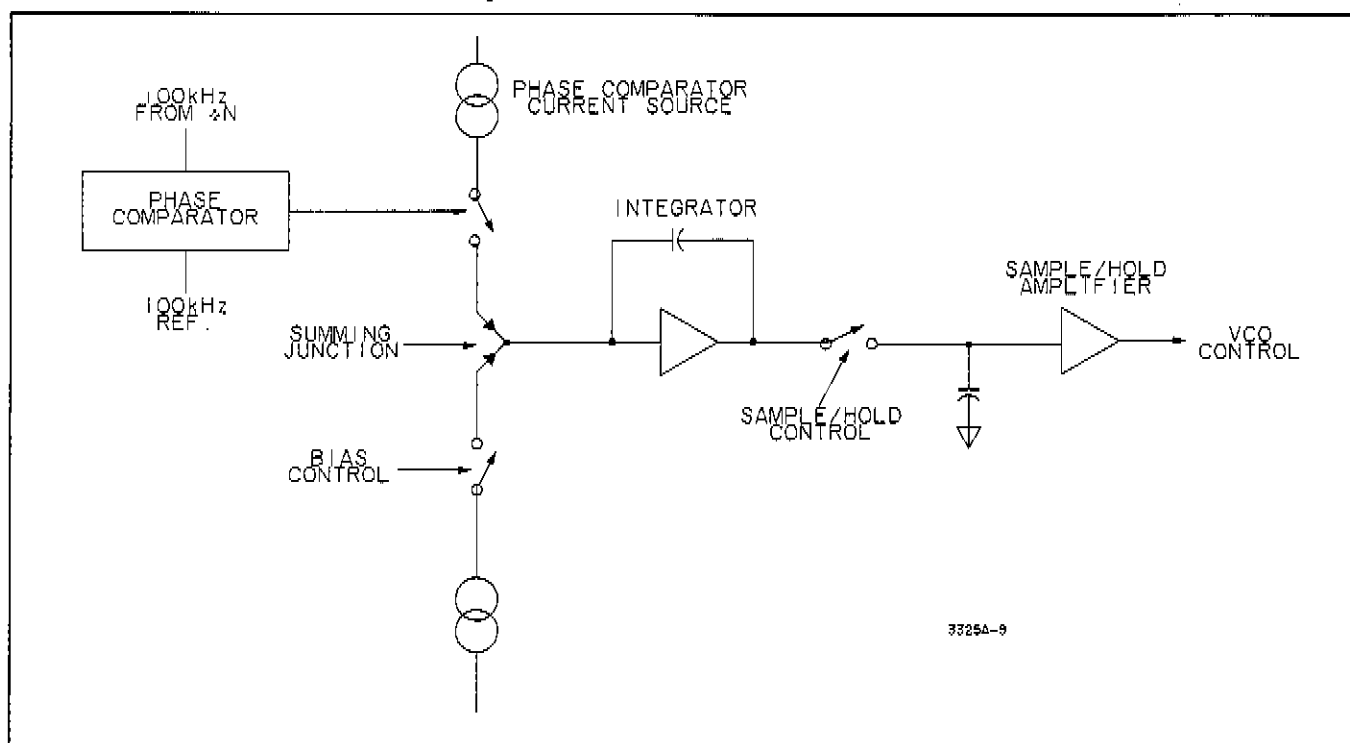 100kHz
FROM ÷N
PHASE
COMPARATOR
100kHz
REF.
PHASE COMPARATOR
CURRENT SOURCE
SUMMING
JUNCTION
BIAS
CONTROL
INTEGRATOR
SAMPLE/HOLD
CONTROL
SAMPLE/HOLD
AMPLIFIER
VCO
CONTROL
3325A-9